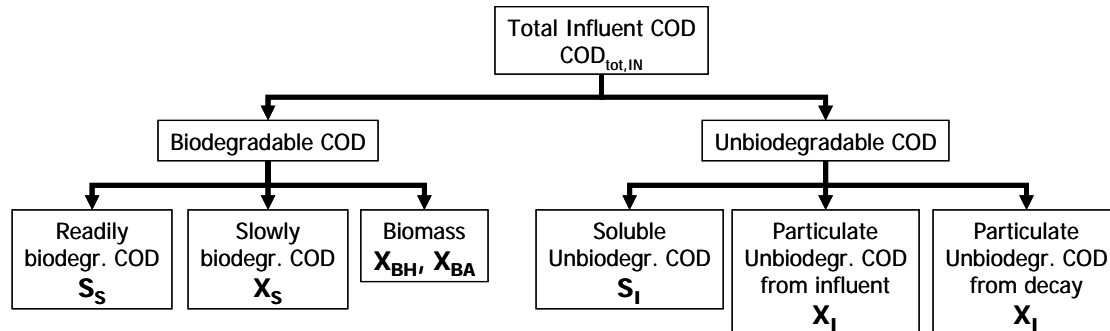 Total Influent COD
COD_tot,IN
Biodegradable COD
Unbiodegradable COD
Readily
biodegr. COD
S_S
Slowly
biodegr. COD
X_S
Biomass
X_BH, X_BA
Soluble
Unbiodegr. COD
S_I
Particulate
Unbiodegr. COD
from influent
X_I
Particulate
Unbiodegr. COD
from decay
X_I